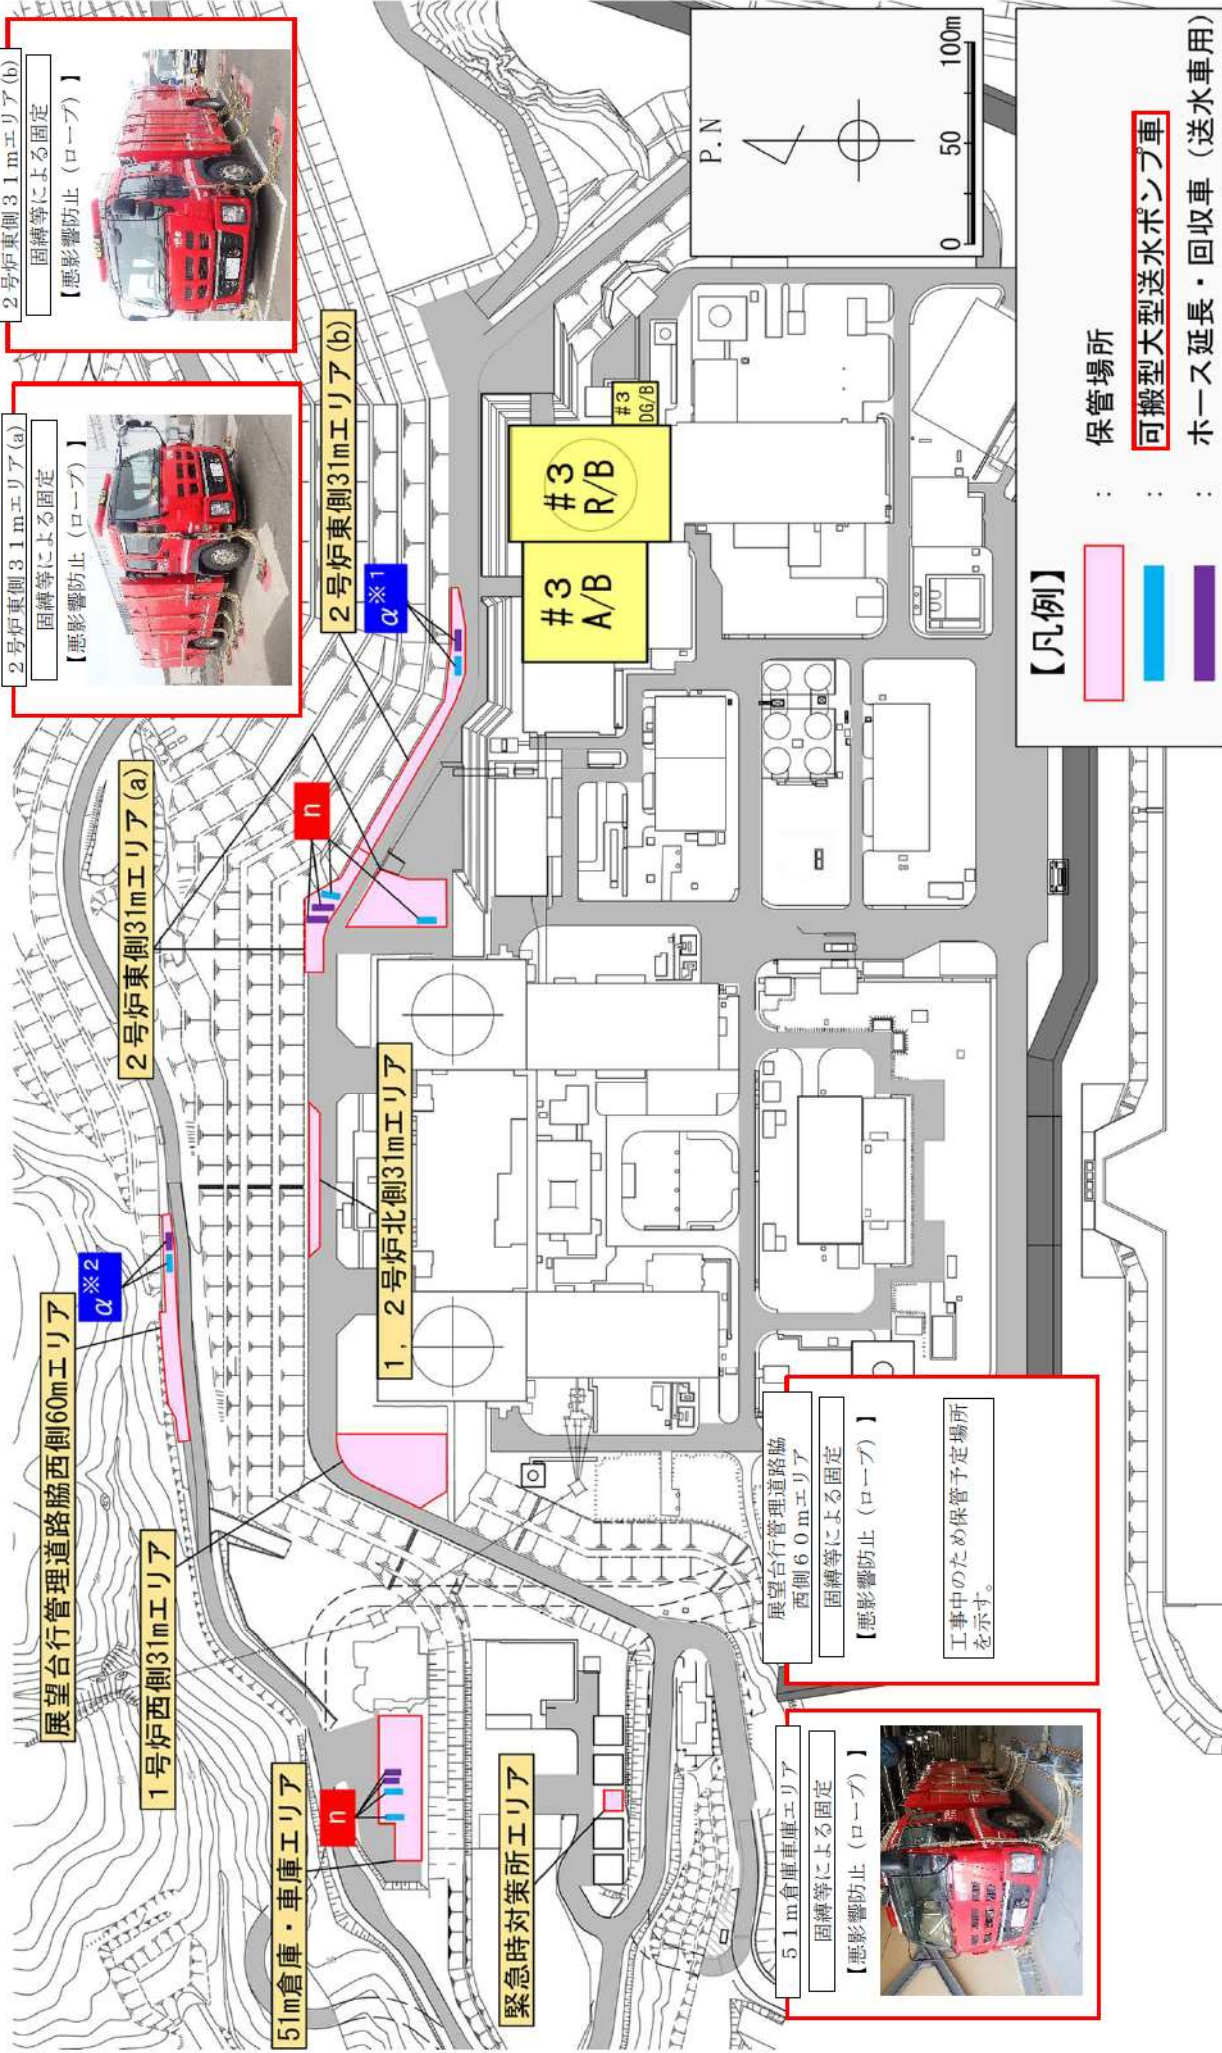 2号炉東側31mエリア(a)
固縛等による固定
【悪影響防止(ロープ)】
2号炉東側31mエリア(b)
固縛等による固定
【悪影響防止(ロープ)】
展望台行管理道路脇西側60mエリア
α※2
1号炉西側31mエリア
2号炉東側31mエリア(a)
n
2号炉東側31mエリア(b)
α※1
51m倉庫・車庫エリア
n
1,2号炉北側31mエリア
緊急時対策所エリア
#3
A/B
#3
R/B
#3
DG/B
P.N
0 50 100m
51m倉庫車庫エリア
固縛等による固定
【悪影響防止(ロープ)】
展望台行管理道路脇
西側60mエリア
固縛等による固定
【悪影響防止(ロープ)】
工事中のため保管予定場所
を示す。
【凡例】
: 保管場所
: 可搬型大型送水ポンプ車
: ホース延長・回収車(送水車用)